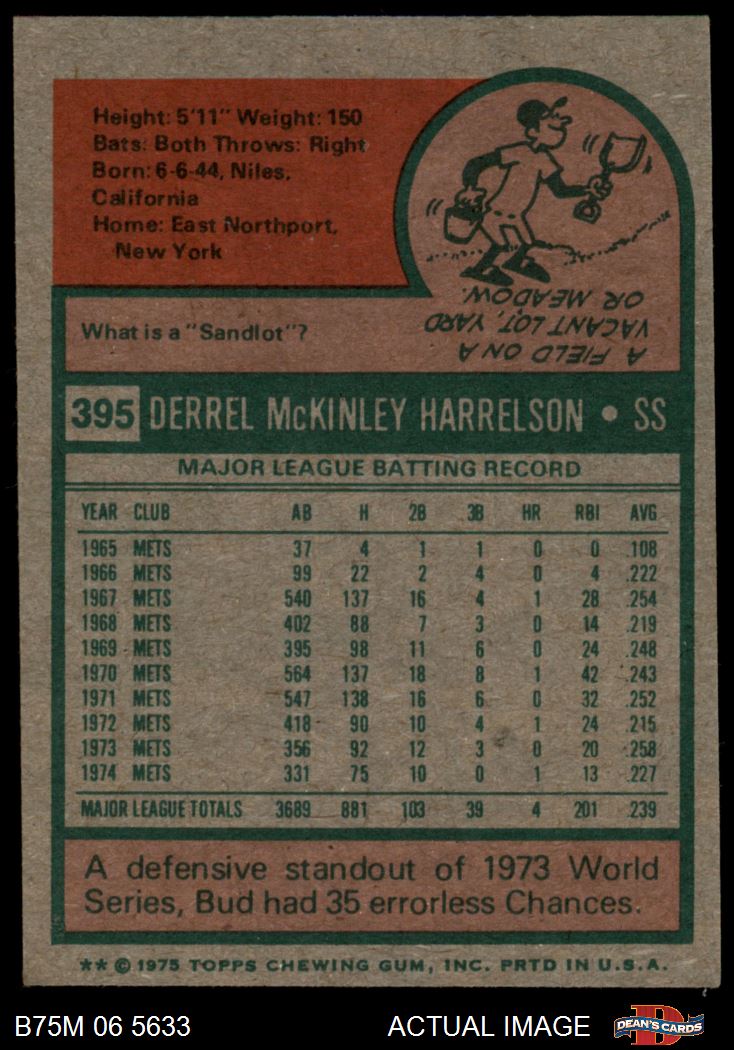 Height: 5'11" Weight: 150
Bats: Both Throws: Right
Born: 6-6-44, Niles,
California
Home: East Northport,
New York
What is a "Sandlot"?
A FIELD ON A
VACANT LOT, YARD
OR MEADOW.
395 DERREL McKINLEY HARRELSON • SS
MAJOR LEAGUE BATTING RECORD
YEAR CLUB AB H 2B 3B HR RBI AVG
1965 METS 37 4 1 1 0 0 .108
1966 METS 99 22 2 4 0 4 .222
1967 METS 540 137 16 4 1 28 .254
1968 METS 402 88 7 3 0 14 .219
1969 METS 395 98 11 6 0 24 .248
1970 METS 564 137 18 8 1 42 .243
1971 METS 547 138 16 6 0 32 .252
1972 METS 418 90 10 4 1 24 .215
1973 METS 356 92 12 3 0 20 .258
1974 METS 331 75 10 0 1 13 .227
MAJOR LEAGUE TOTALS 3689 881 103 39 4 201 .239
A defensive standout of 1973 World
Series, Bud had 35 errorless Chances.
** © 1975 TOPPS CHEWING GUM, INC. PRTD IN U.S.A.
B75M 06 5633 ACTUAL IMAGE DEAN'S CARDS